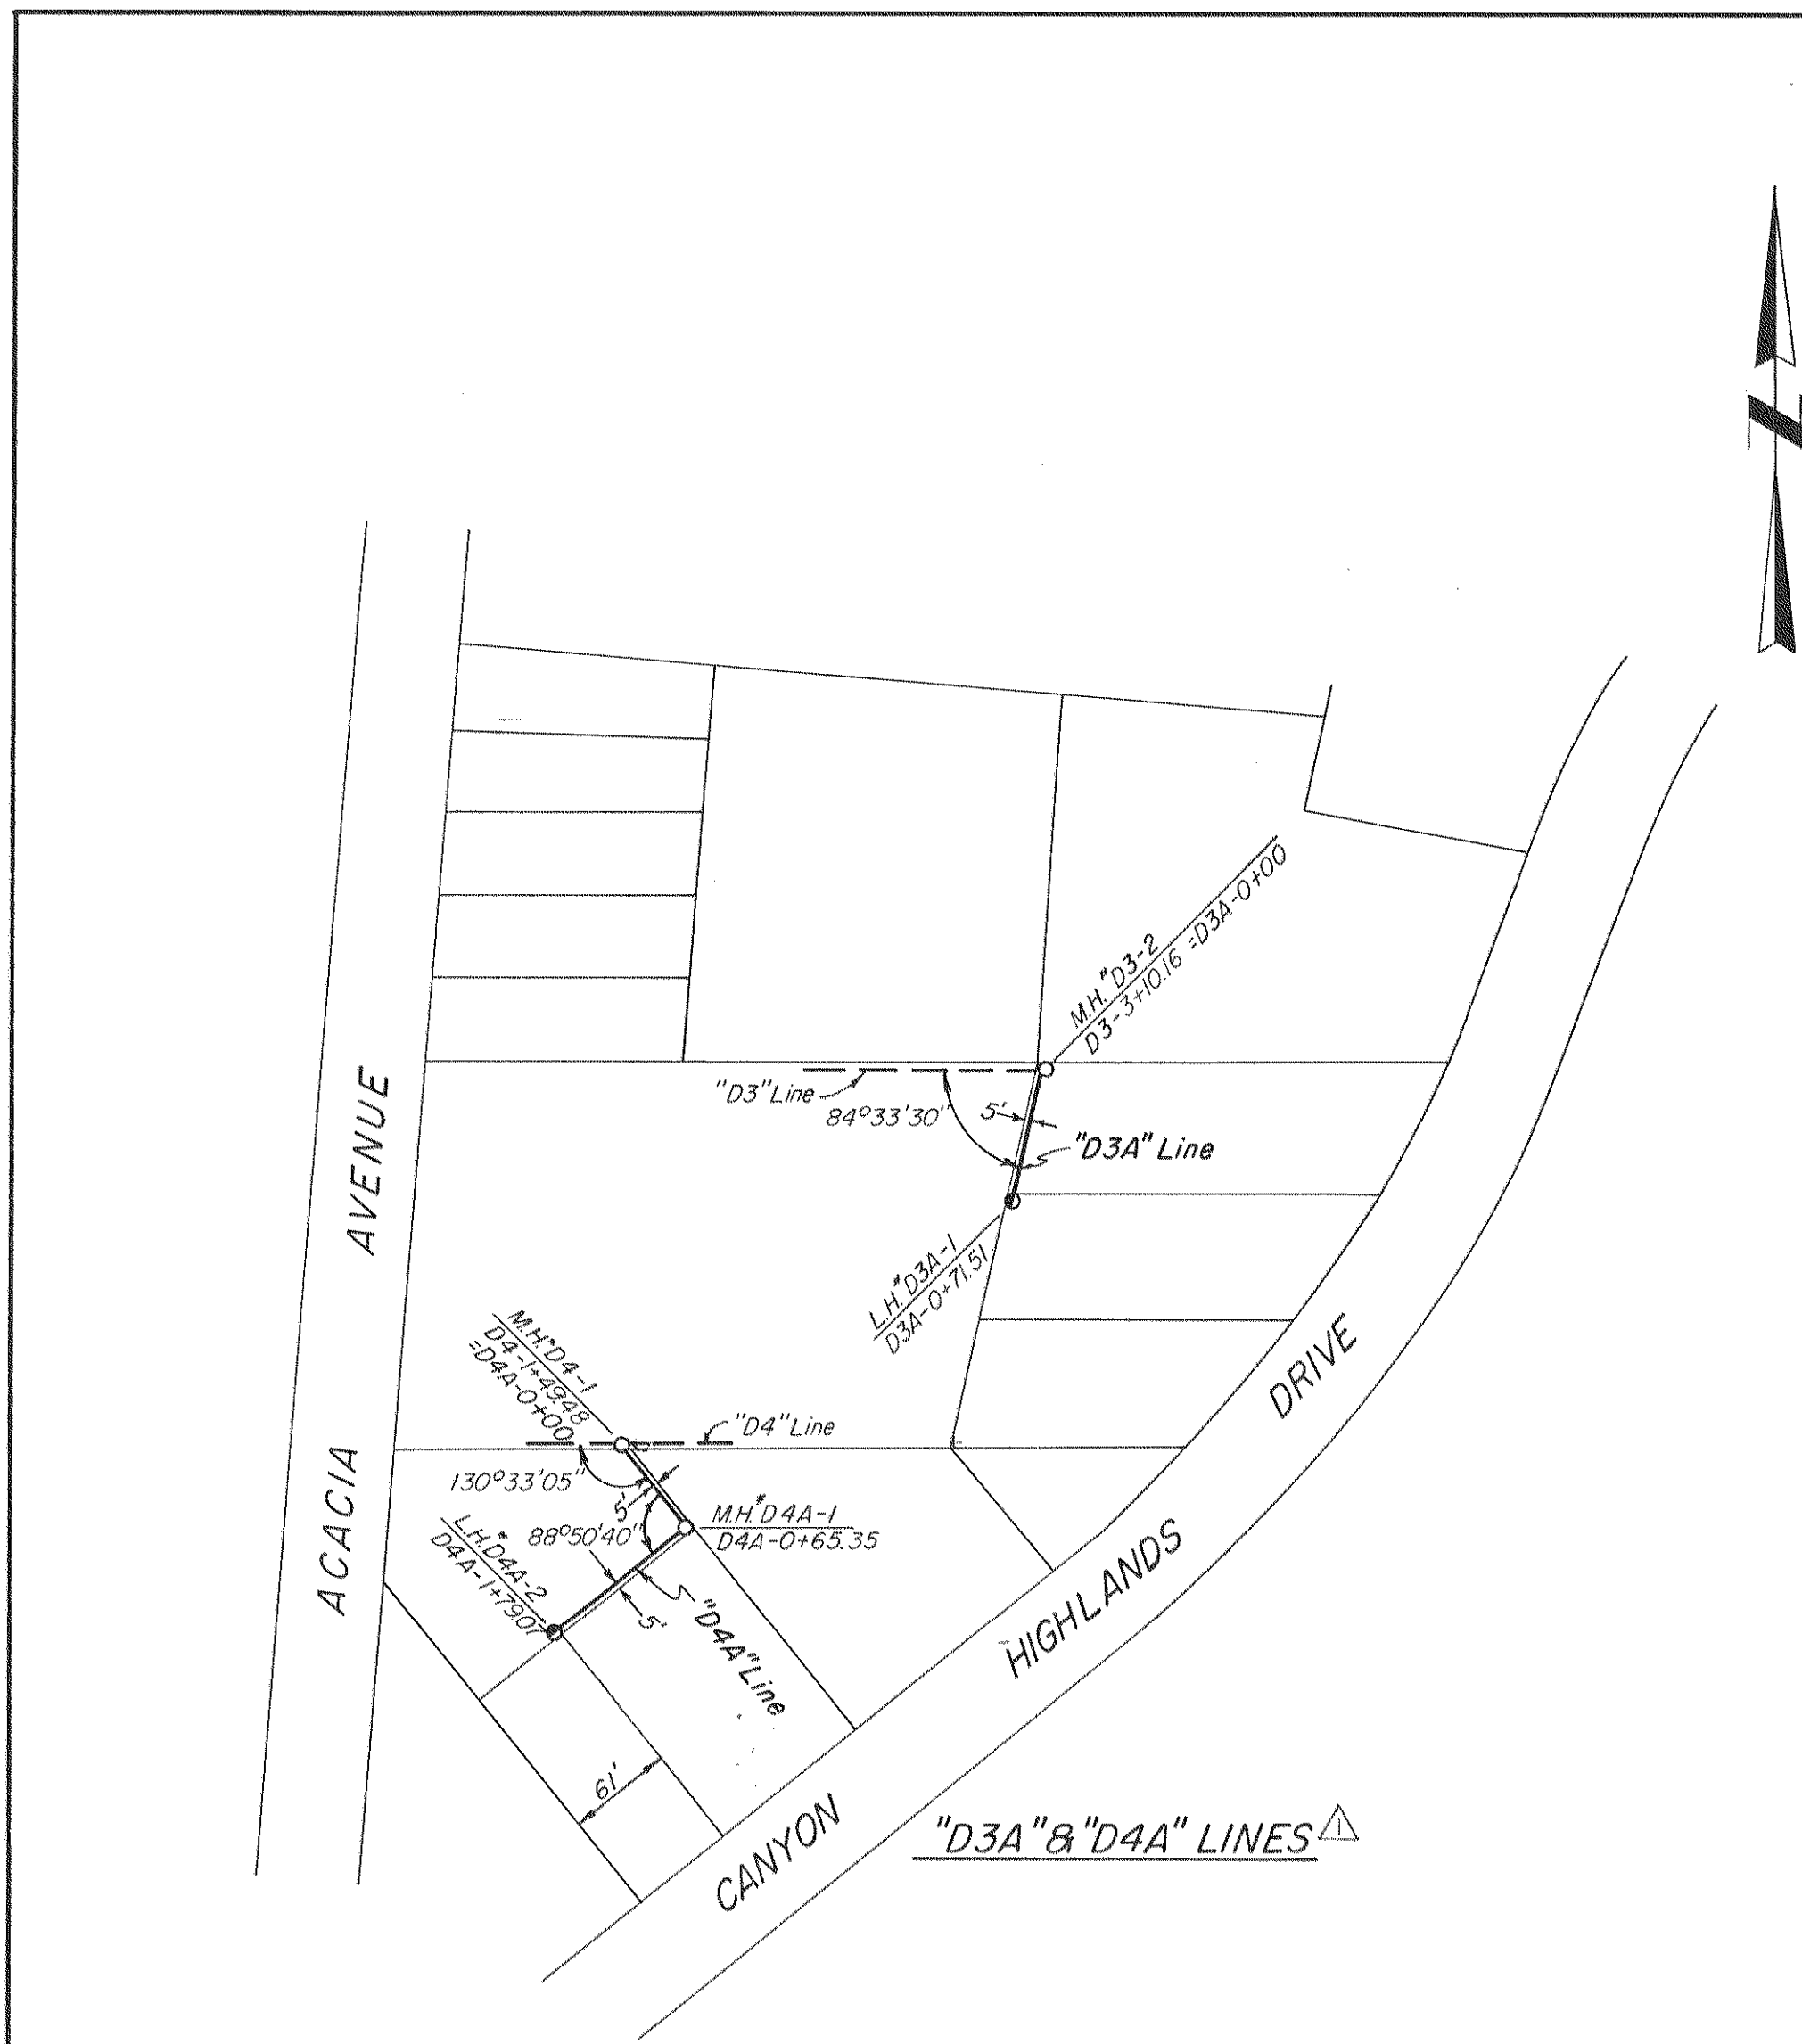 N
M.H.#D3-2
D3-3+10.16 =D3A-0+00
"D3" Line
84°33'30"
5'
"D3A" Line
L.H.#D3A-1
D3A-0+71.51
AVENUE
ACACIA
M.H.#D4-1
D4-1+49.48
=D4A-0+00
"D4" Line
130°33'05"
5'
M.H.#D4A-1
D4A-0+65.35
88°50'40"
L.H.#D4A-2
D4A-1+79.07
5'
"D4A" Line
61'
CANYON
HIGHLANDS
DRIVE
"D3A" & "D4A" LINES
1